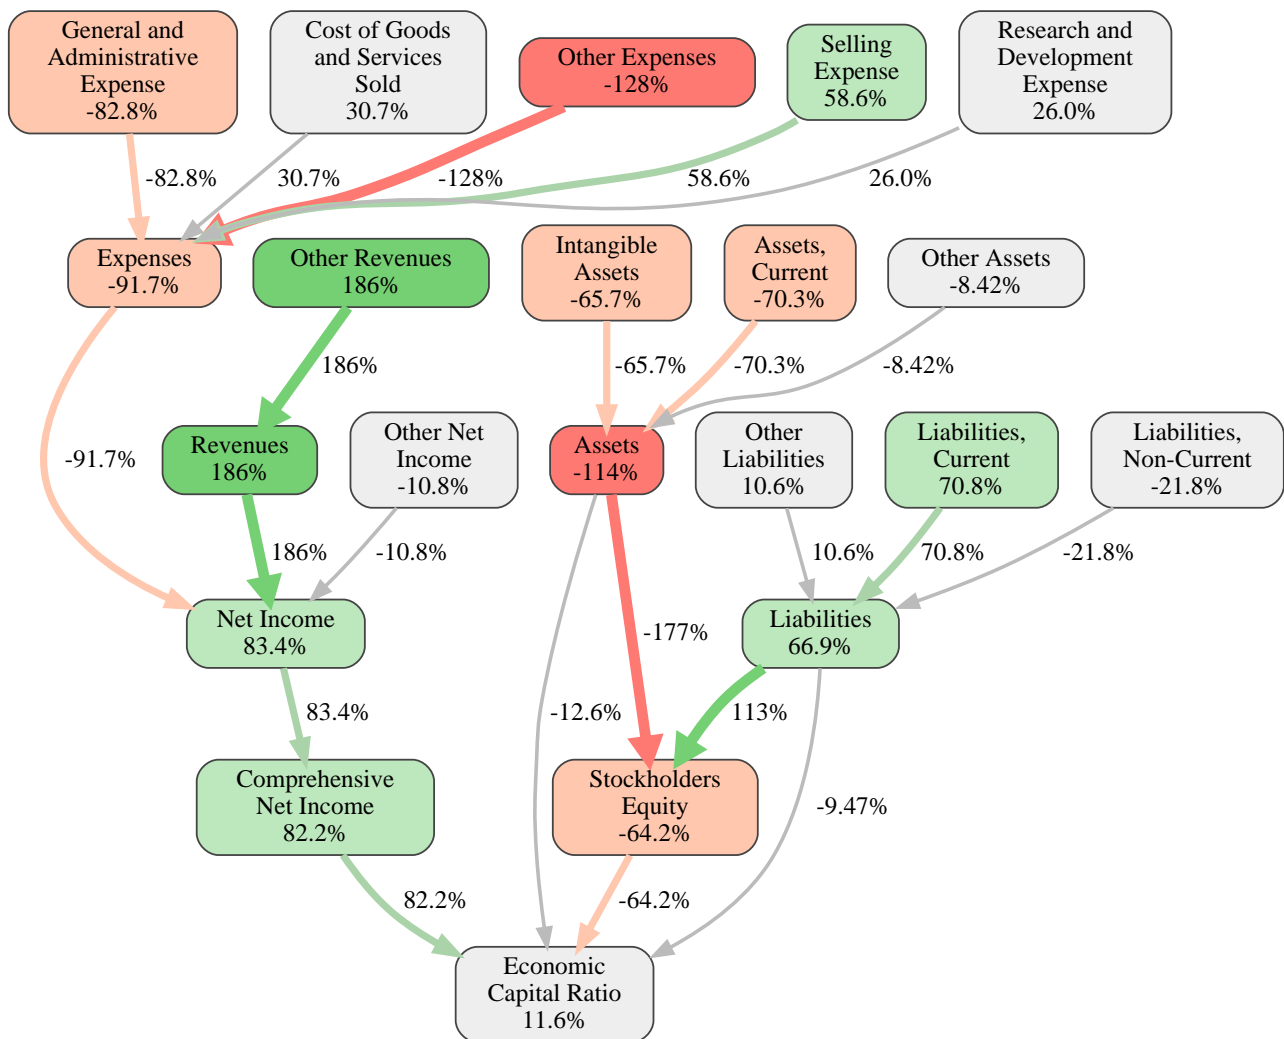 General and
Administrative
Expense
-82.8%
Cost of Goods
and Services
Sold
30.7%
Other Expenses
-128%
Selling
Expense
58.6%
Research and
Development
Expense
26.0%
-82.8%
30.7%
-128%
58.6%
26.0%
Expenses
-91.7%
Other Revenues
186%
Intangible
Assets
-65.7%
Assets,
Current
-70.3%
Other Assets
-8.42%
186%
-65.7%
-70.3%
-8.42%
-91.7%
Revenues
186%
Other Net
Income
-10.8%
Assets
-114%
Other
Liabilities
10.6%
Liabilities,
Current
70.8%
Liabilities,
Non-Current
-21.8%
186%
-10.8%
10.6%
70.8%
-21.8%
Net Income
83.4%
-177%
Liabilities
66.9%
83.4%
-12.6%
113%
Comprehensive
Net Income
82.2%
Stockholders
Equity
-64.2%
-9.47%
82.2%
-64.2%
Economic
Capital Ratio
11.6%